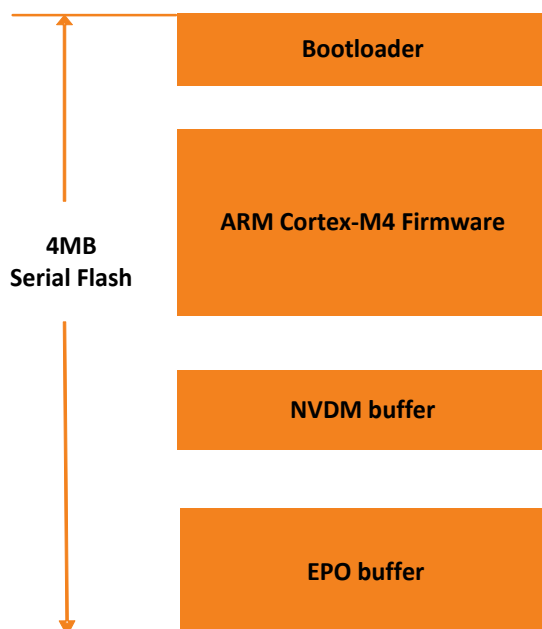 Bootloader
ARM Cortex-M4 Firmware
4MB
Serial Flash
NVDM buffer
EPO buffer